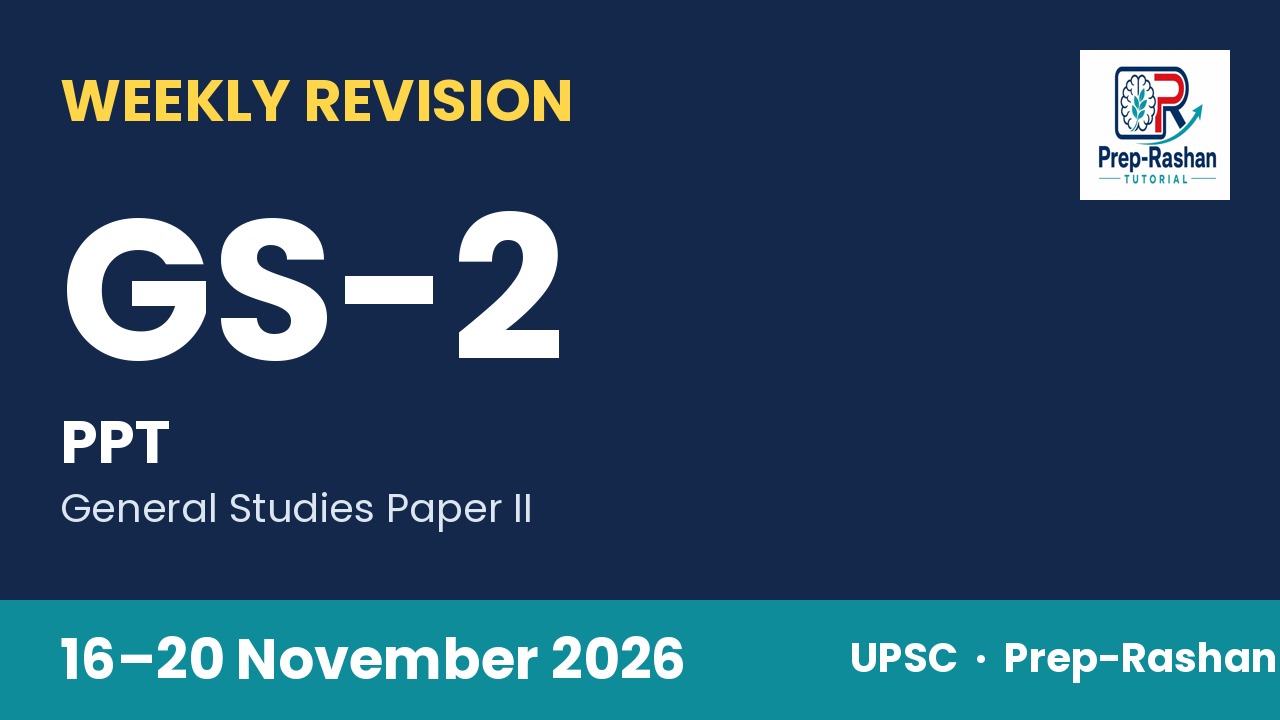 WEEKLY REVISION
PR
Prep-Rashan
TUTORIAL
GS-2
PPT
General Studies Paper II
16–20 November 2026
UPSC · Prep-Rashan